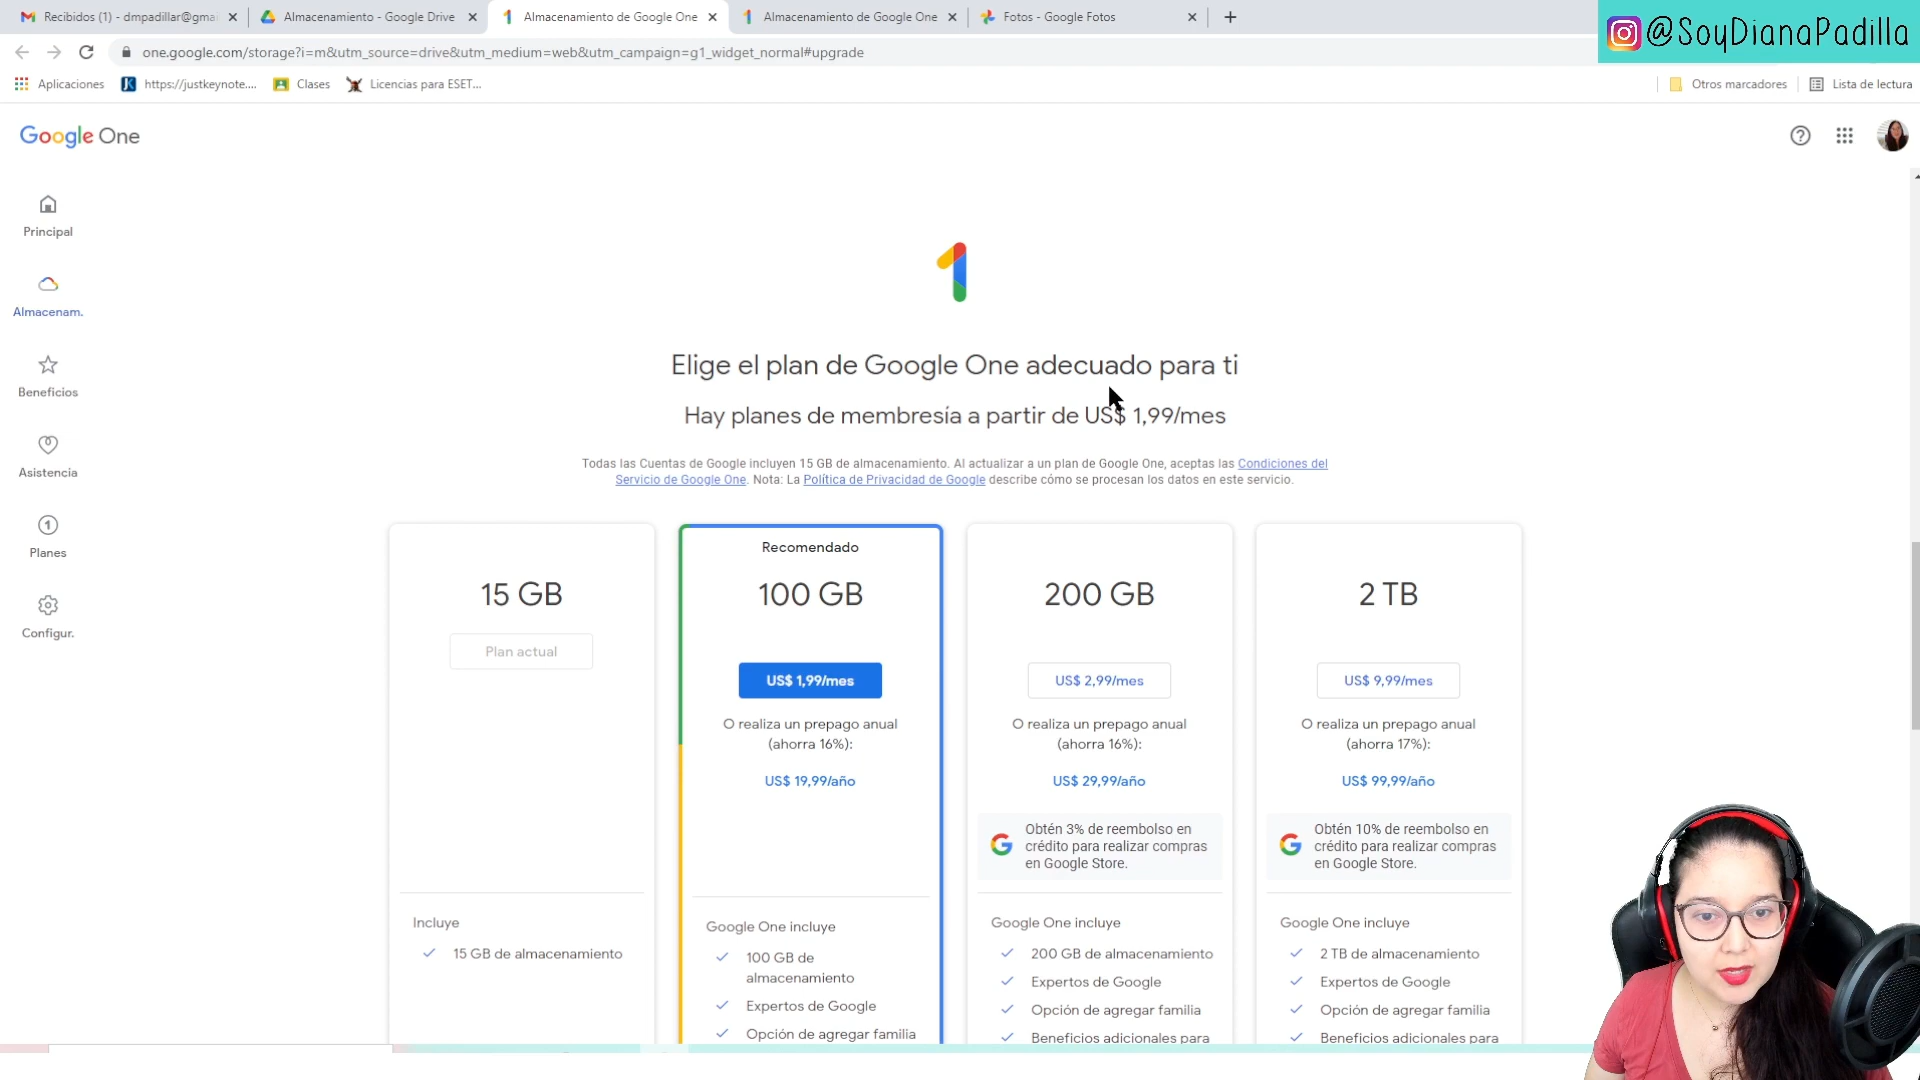 Recibidos (1) - dmpadillar@gmai
Almacenamiento - Google Drive
Almacenamiento de Google One
Almacenamiento de Google One
Fotos - Google Fotos
@SoyDianaPadilla
one.google.com/storage?i=m&utm_source=drive&utm_medium=web&utm_campaign=g1_widget_normal#upgrade
Aplicaciones
https://justkeynote....
Clases
Licencias para ESET...
Otros marcadores
Lista de lectura
Google One
Principal
Almacenam.
Beneficios
Asistencia
Planes
Configur.
Elige el plan de Google One adecuado para ti
Hay planes de membresía a partir de US$ 1,99/mes
Todas las Cuentas de Google incluyen 15 GB de almacenamiento. Al actualizar a un plan de Google One, aceptas las Condiciones del
Servicio de Google One. Nota: La Política de Privacidad de Google describe cómo se procesan los datos en este servicio.
15 GB
Plan actual
Incluye
15 GB de almacenamiento
Recomendado
100 GB
US$ 1,99/mes
O realiza un prepago anual
(ahorra 16%):
US$ 19,99/año
Google One incluye
100 GB de
almacenamiento
Expertos de Google
Opción de agregar familia
200 GB
US$ 2,99/mes
O realiza un prepago anual
(ahorra 16%):
US$ 29,99/año
Obtén 3% de reembolso en
crédito para realizar compras
en Google Store.
Google One incluye
200 GB de almacenamiento
Expertos de Google
Opción de agregar familia
Beneficios adicionales para
2 TB
US$ 9,99/mes
O realiza un prepago anual
(ahorra 17%):
US$ 99,99/año
Obtén 10% de reembolso en
crédito para realizar compras
en Google Store.
Google One incluye
2 TB de almacenamiento
Expertos de Google
Opción de agregar familia
Beneficios adicionales para